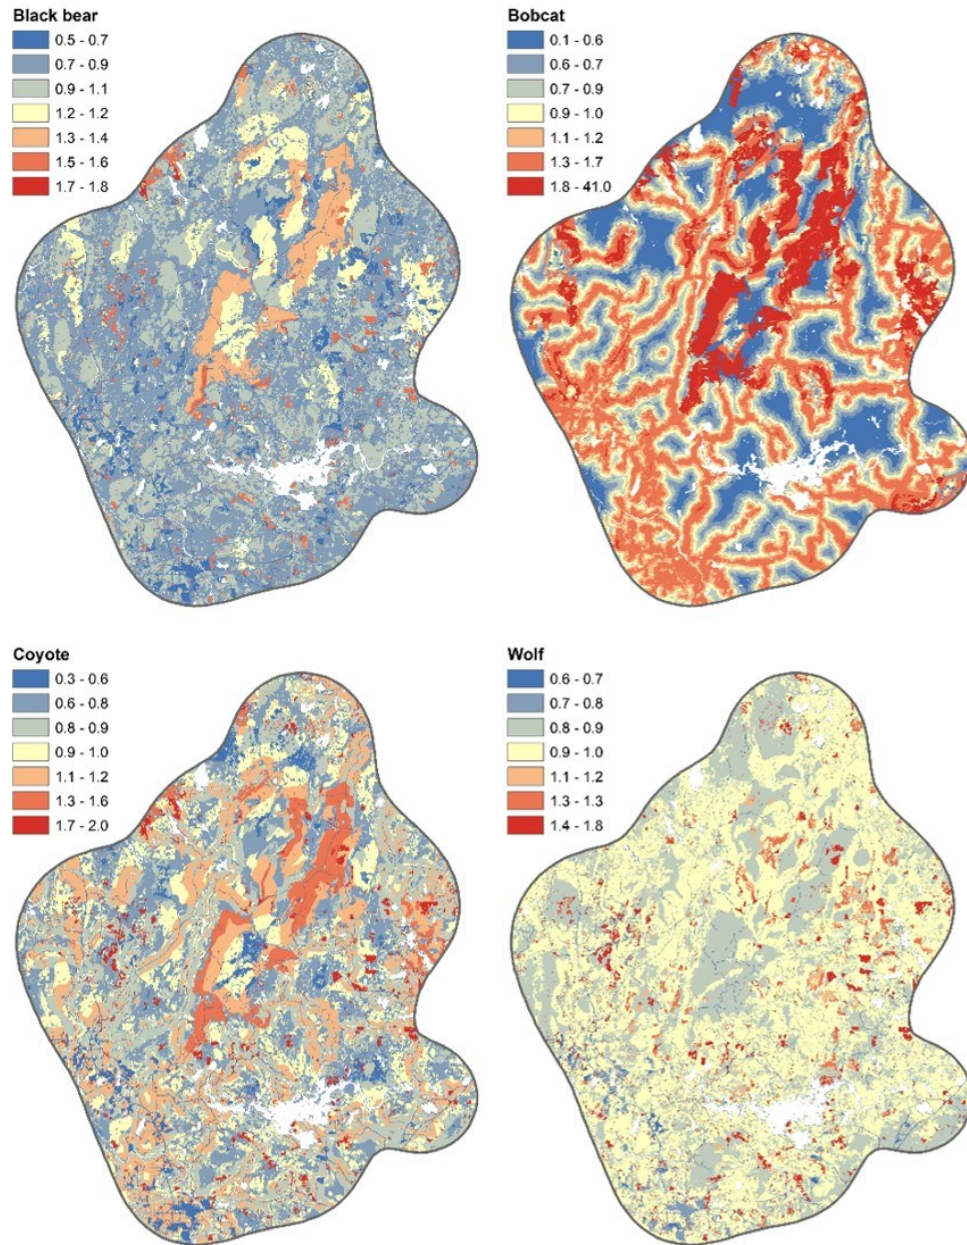 Black bear
0.5 - 0.7
0.7 - 0.9
0.9 - 1.1
1.2 - 1.2
1.3 - 1.4
1.5 - 1.6
1.7 - 1.8
Bobcat
0.1 - 0.6
0.6 - 0.7
0.7 - 0.9
0.9 - 1.0
1.1 - 1.2
1.3 - 1.7
1.8 - 41.0
Coyote
0.3 - 0.6
0.6 - 0.8
0.8 - 0.9
0.9 - 1.0
1.1 - 1.2
1.3 - 1.6
1.7 - 2.0
Wolf
0.6 - 0.7
0.7 - 0.8
0.8 - 0.9
0.9 - 1.0
1.1 - 1.2
1.3 - 1.3
1.4 - 1.8